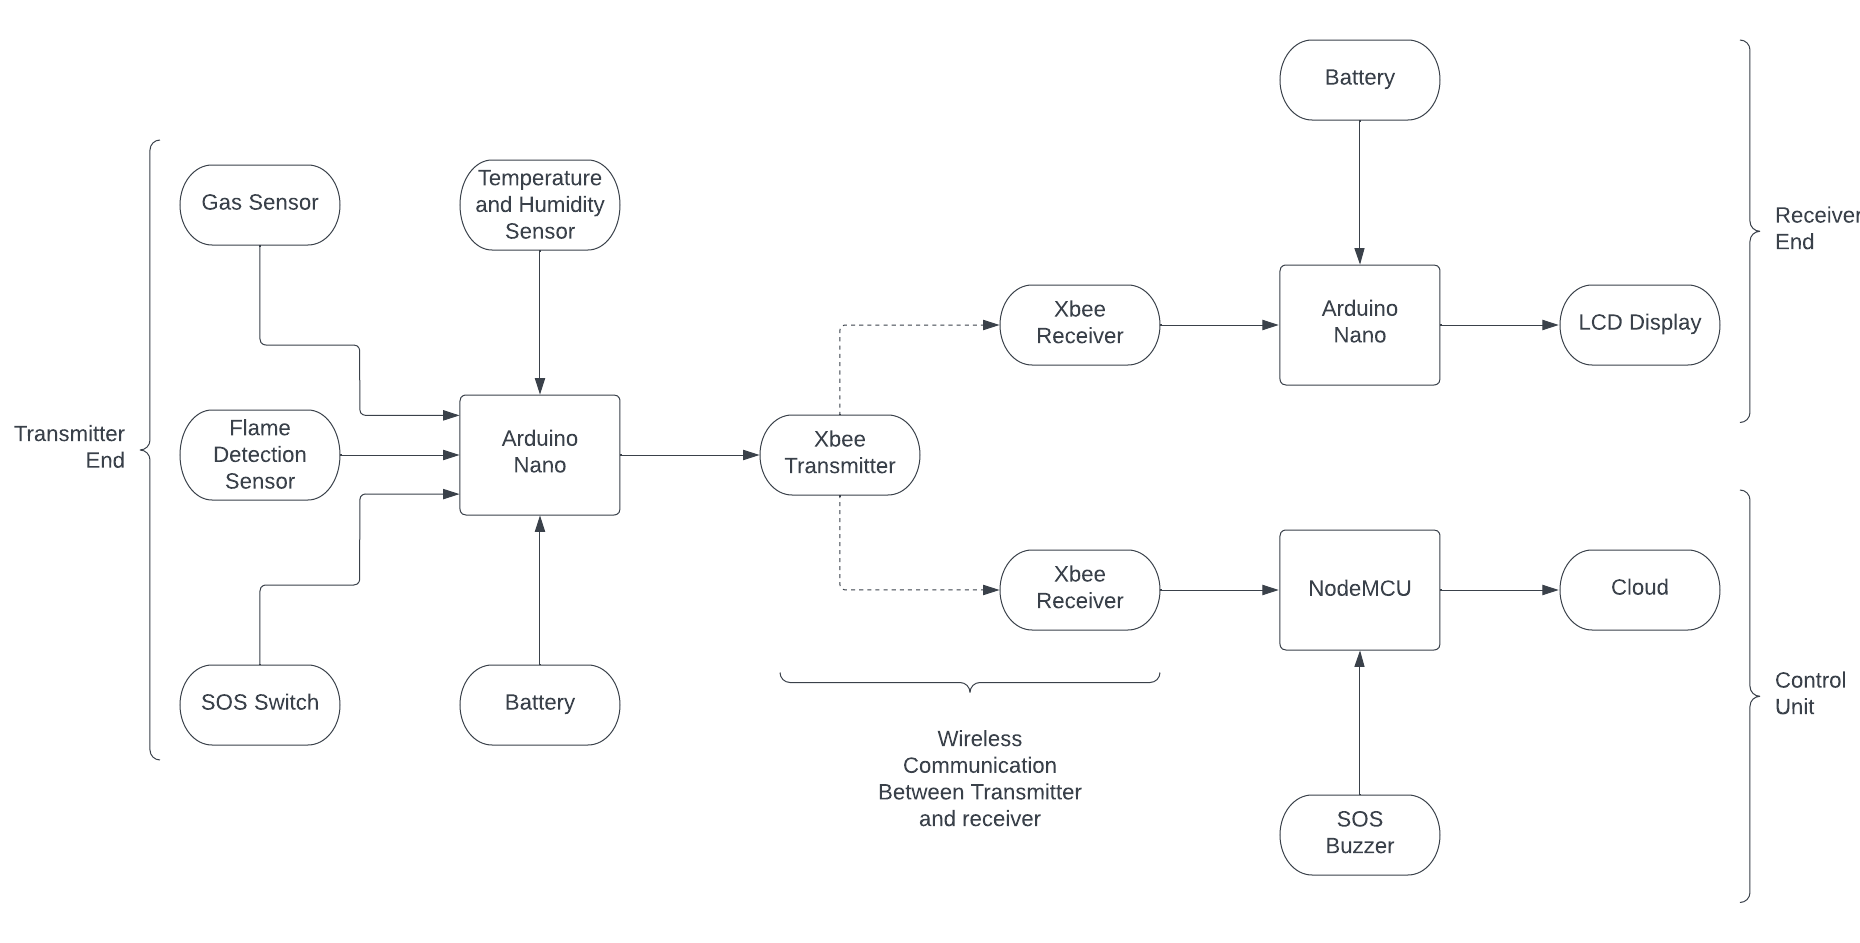 Battery
Temperature
and Humidity
Sensor
Gas Sensor
Receiver
End
Xbee
Receiver
Arduino
Nano
LCD Display
Transmitter
End
Flame
Detection
Sensor
Arduino
Nano
Xbee
Transmitter
Xbee
Receiver
NodeMCU
Cloud
SOS Switch
Battery
Control
Unit
Wireless
Communication
Between Transmitter
and receiver
SOS
Buzzer